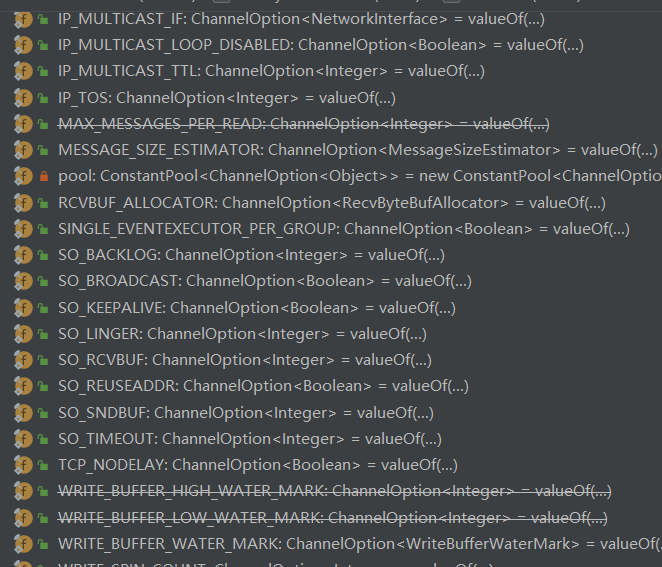 IP_MULTICAST_IF: ChannelOption<NetworkInterface> = valueOf(...)
IP_MULTICAST_LOOP_DISABLED: ChannelOption<Boolean> = valueOf(...)
IP_MULTICAST_TTL: ChannelOption<Integer> = valueOf(...)
IP_TOS: ChannelOption<Integer> = valueOf(...)
MAX_MESSAGES_PER_READ: ChannelOption<Integer> = valueOf(...)
MESSAGE_SIZE_ESTIMATOR: ChannelOption<MessageSizeEstimator> = valueOf(...)
pool: ConstantPool<ChannelOption<Object>> = new ConstantPool<ChannelOptio
RCVBUF_ALLOCATOR: ChannelOption<RecvByteBufAllocator> = valueOf(...)
SINGLE_EVENTEXECUTOR_PER_GROUP: ChannelOption<Boolean> = valueOf(...)
SO_BACKLOG: ChannelOption<Integer> = valueOf(...)
SO_BROADCAST: ChannelOption<Boolean> = valueOf(...)
SO_KEEPALIVE: ChannelOption<Boolean> = valueOf(...)
SO_LINGER: ChannelOption<Integer> = valueOf(...)
SO_RCVBUF: ChannelOption<Integer> = valueOf(...)
SO_REUSEADDR: ChannelOption<Boolean> = valueOf(...)
SO_SNDBUF: ChannelOption<Integer> = valueOf(...)
SO_TIMEOUT: ChannelOption<Integer> = valueOf(...)
TCP_NODELAY: ChannelOption<Boolean> = valueOf(...)
WRITE_BUFFER_HIGH_WATER_MARK: ChannelOption<Integer> = valueOf(...)
WRITE_BUFFER_LOW_WATER_MARK: ChannelOption<Integer> = valueOf(...)
WRITE_BUFFER_WATER_MARK: ChannelOption<WriteBufferWaterMark> = valueOf(...